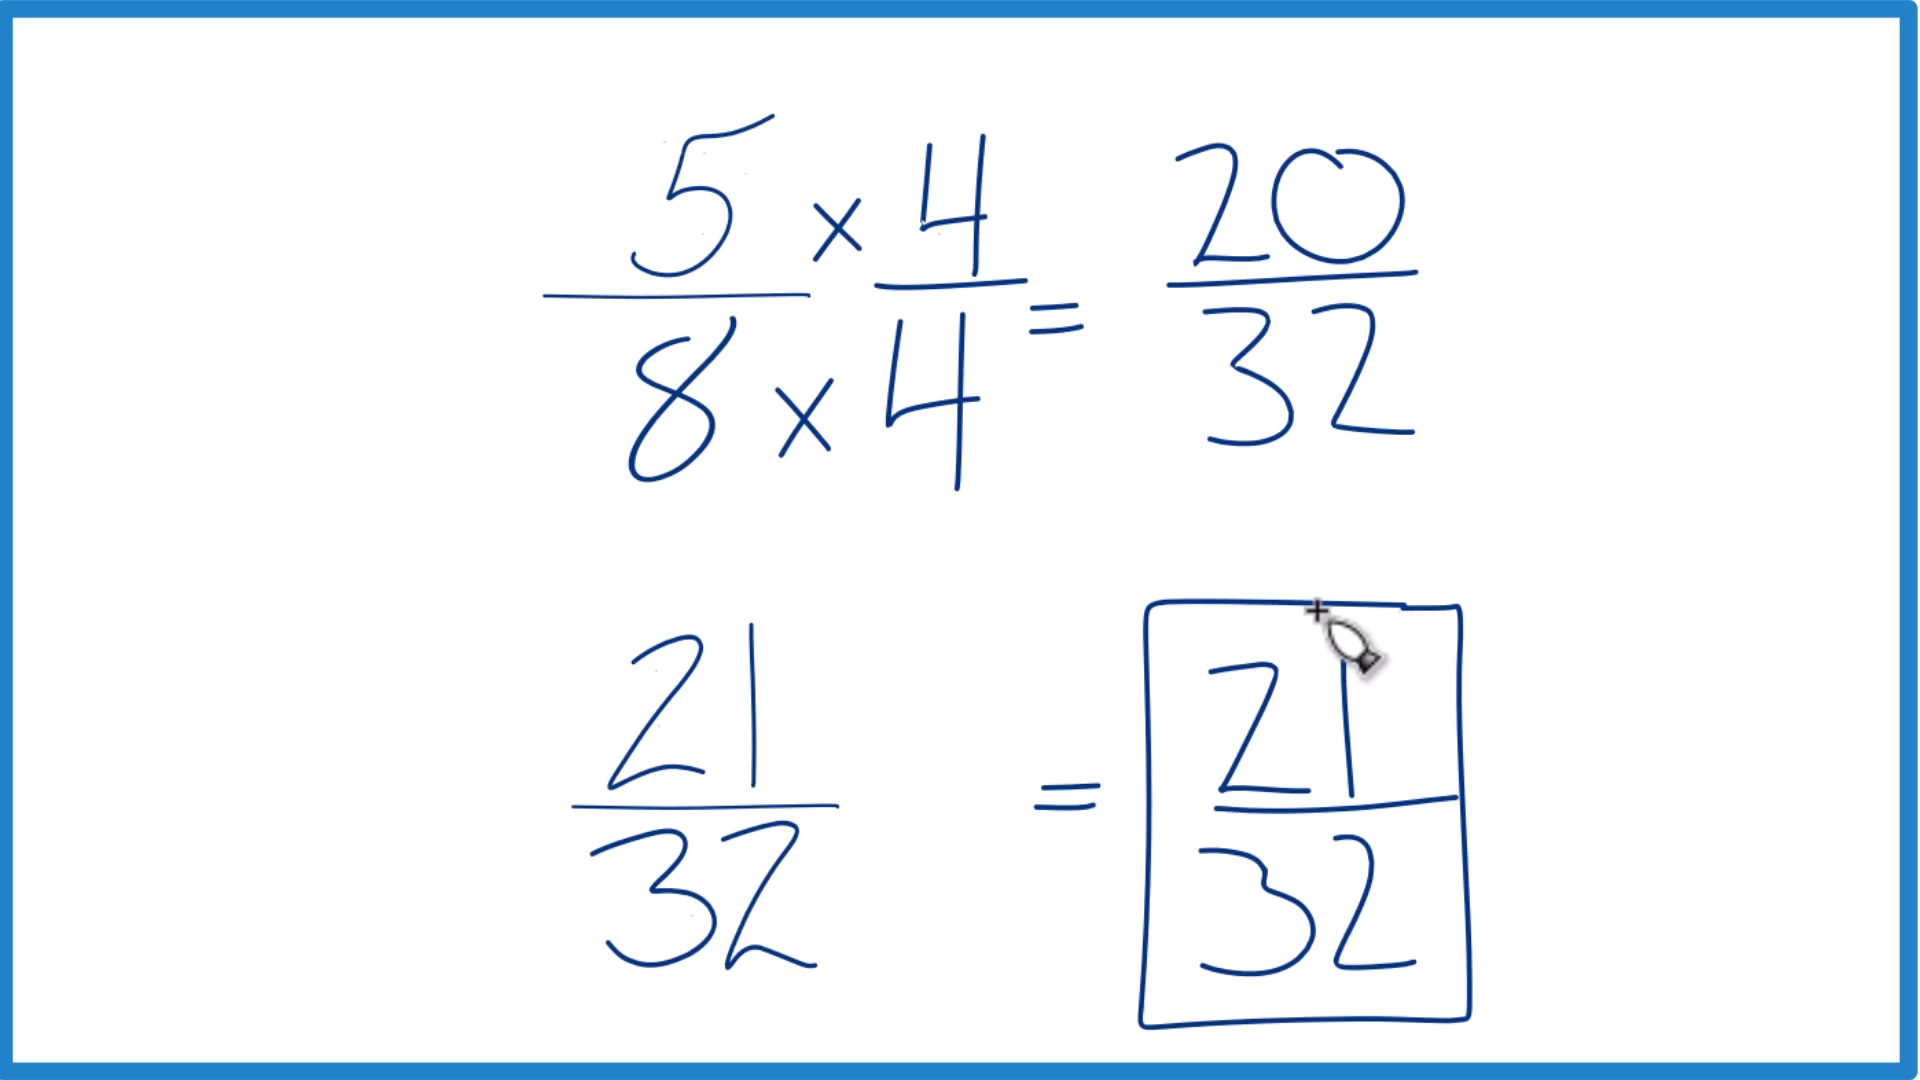 5 × 4 = 20
8 × 4 32
21 = 21
32 32